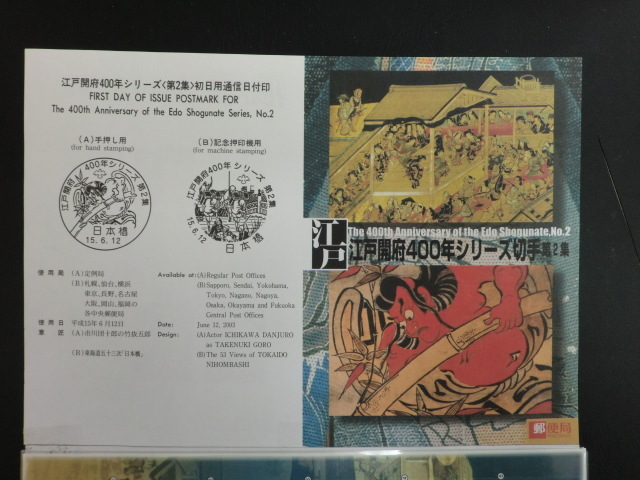 江戸開府400年シリーズ〈第2集〉初日用通信日付印
FIRST DAY OF ISSUE POSTMARK FOR
The 400th Anniversary of the Edo Shogunate Series, No.2
(A)手押し用
(for hand stamping)
(B)記念押印機用
(for machine stamping)
江戸開府400年シリーズ 第2集
日本橋
15.6.12
江戸開府400年シリーズ 第2集
日本橋
15.6.12
使用局 (A)定例局
(B)札幌、仙台、横浜
東京、長野、名古屋
大阪、岡山、福岡の
各中央郵便局
使用日 平成15年6月12日
意匠 (A)市川団十郎の竹抜五郎
(B)東海道五十三次「日本橋」
Available at: (A)Regular Post Offices
(B)Sapporo, Sendai, Yokohama,
Tokyo, Nagano, Nagoya,
Osaka, Okayama and Fukuoka
Central Post Offices
Date: June 12, 2003
Design: (A)Actor ICHIKAWA DANJURO
as TAKENUKI GORO
(B)The 53 Views of TOKAIDO
NIHOMBASHI
江戸
The 400th Anniversary of the Edo Shogunate,No.2
江戸開府400年シリーズ切手 第2集
郵便局